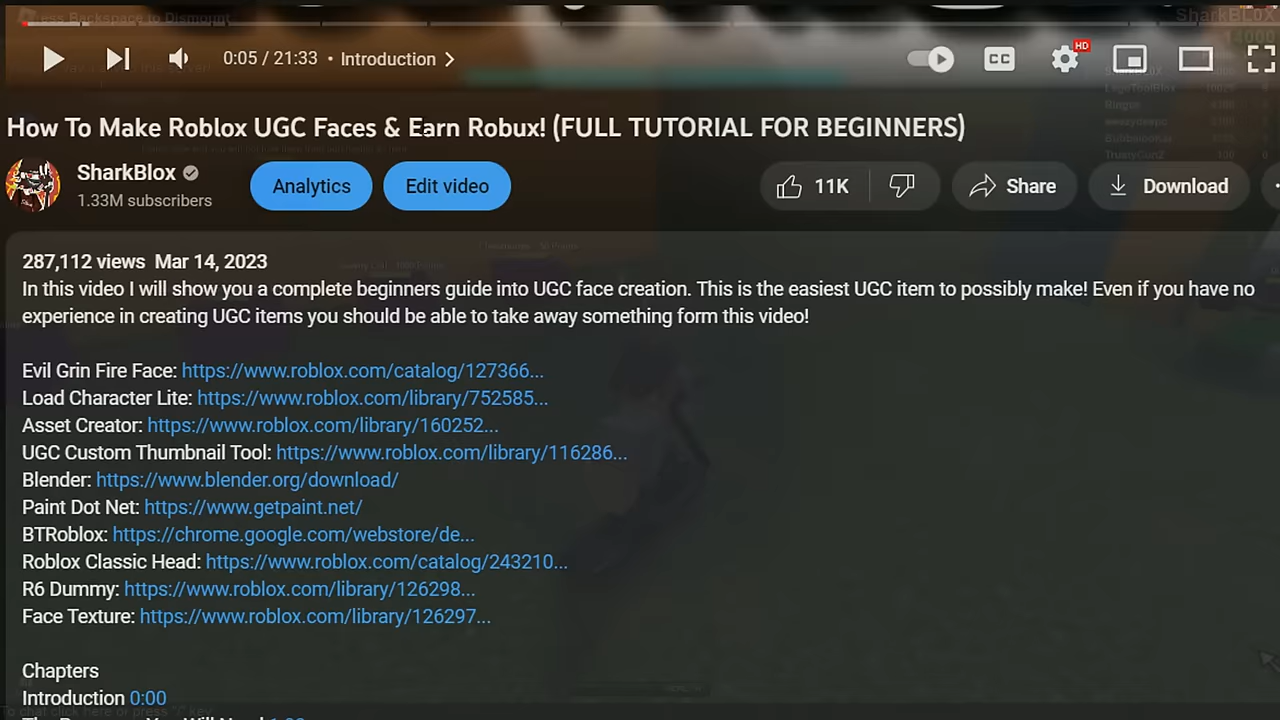 Press Backspace to Dismount
SharkBL0X
14000
0:05 / 21:33 • Introduction
CC
HD
How To Make Roblox UGC Faces & Earn Robux! (FULL TUTORIAL FOR BEGINNERS)
SharkBlox
1.33M subscribers
Analytics
Edit video
11K
Share
Download
287,112 views Mar 14, 2023
In this video I will show you a complete beginners guide into UGC face creation. This is the easiest UGC item to possibly make! Even if you have no
experience in creating UGC items you should be able to take away something form this video!
Evil Grin Fire Face: https://www.roblox.com/catalog/127366...
Load Character Lite: https://www.roblox.com/library/752585...
Asset Creator: https://www.roblox.com/library/160252...
UGC Custom Thumbnail Tool: https://www.roblox.com/library/116286...
Blender: https://www.blender.org/download/
Paint Dot Net: https://www.getpaint.net/
BTRoblox: https://chrome.google.com/webstore/de...
Roblox Classic Head: https://www.roblox.com/catalog/243210...
R6 Dummy: https://www.roblox.com/library/126298...
Face Texture: https://www.roblox.com/library/126297...
Chapters
Introduction 0:00